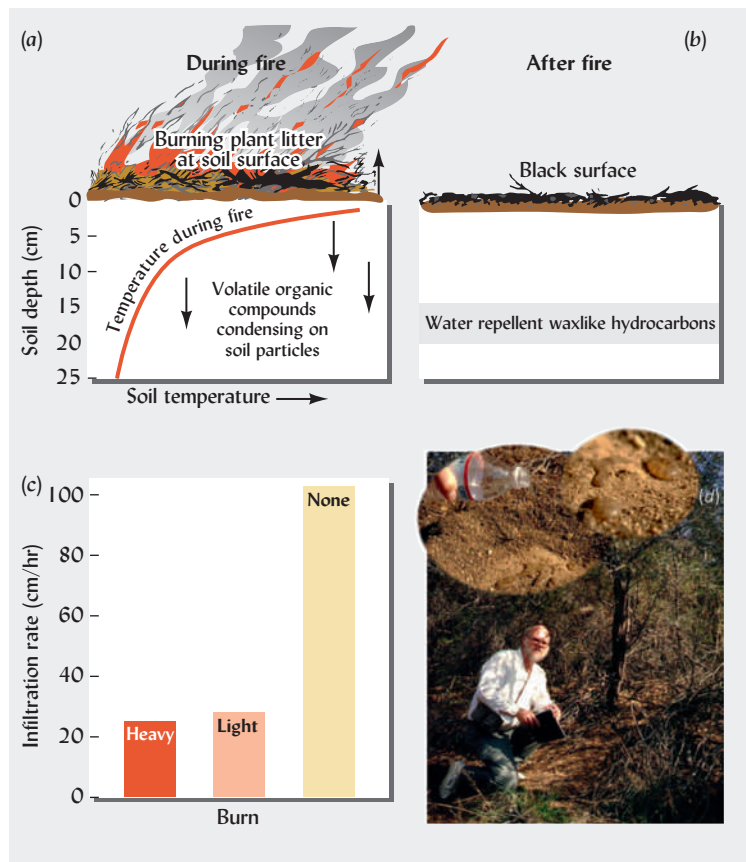 (a)
During fire
Burning plant litter
at soil surface
0
5
10
15
20
25
Soil depth (cm)
Temperature during fire
Volatile organic
compounds
condensing on
soil particles
Soil temperature
(b)
After fire
Black surface
Water repellent waxlike hydrocarbons
(c)
100
80
60
40
20
0
Infiltration rate (cm/hr)
Heavy
Light
None
Burn
(d)